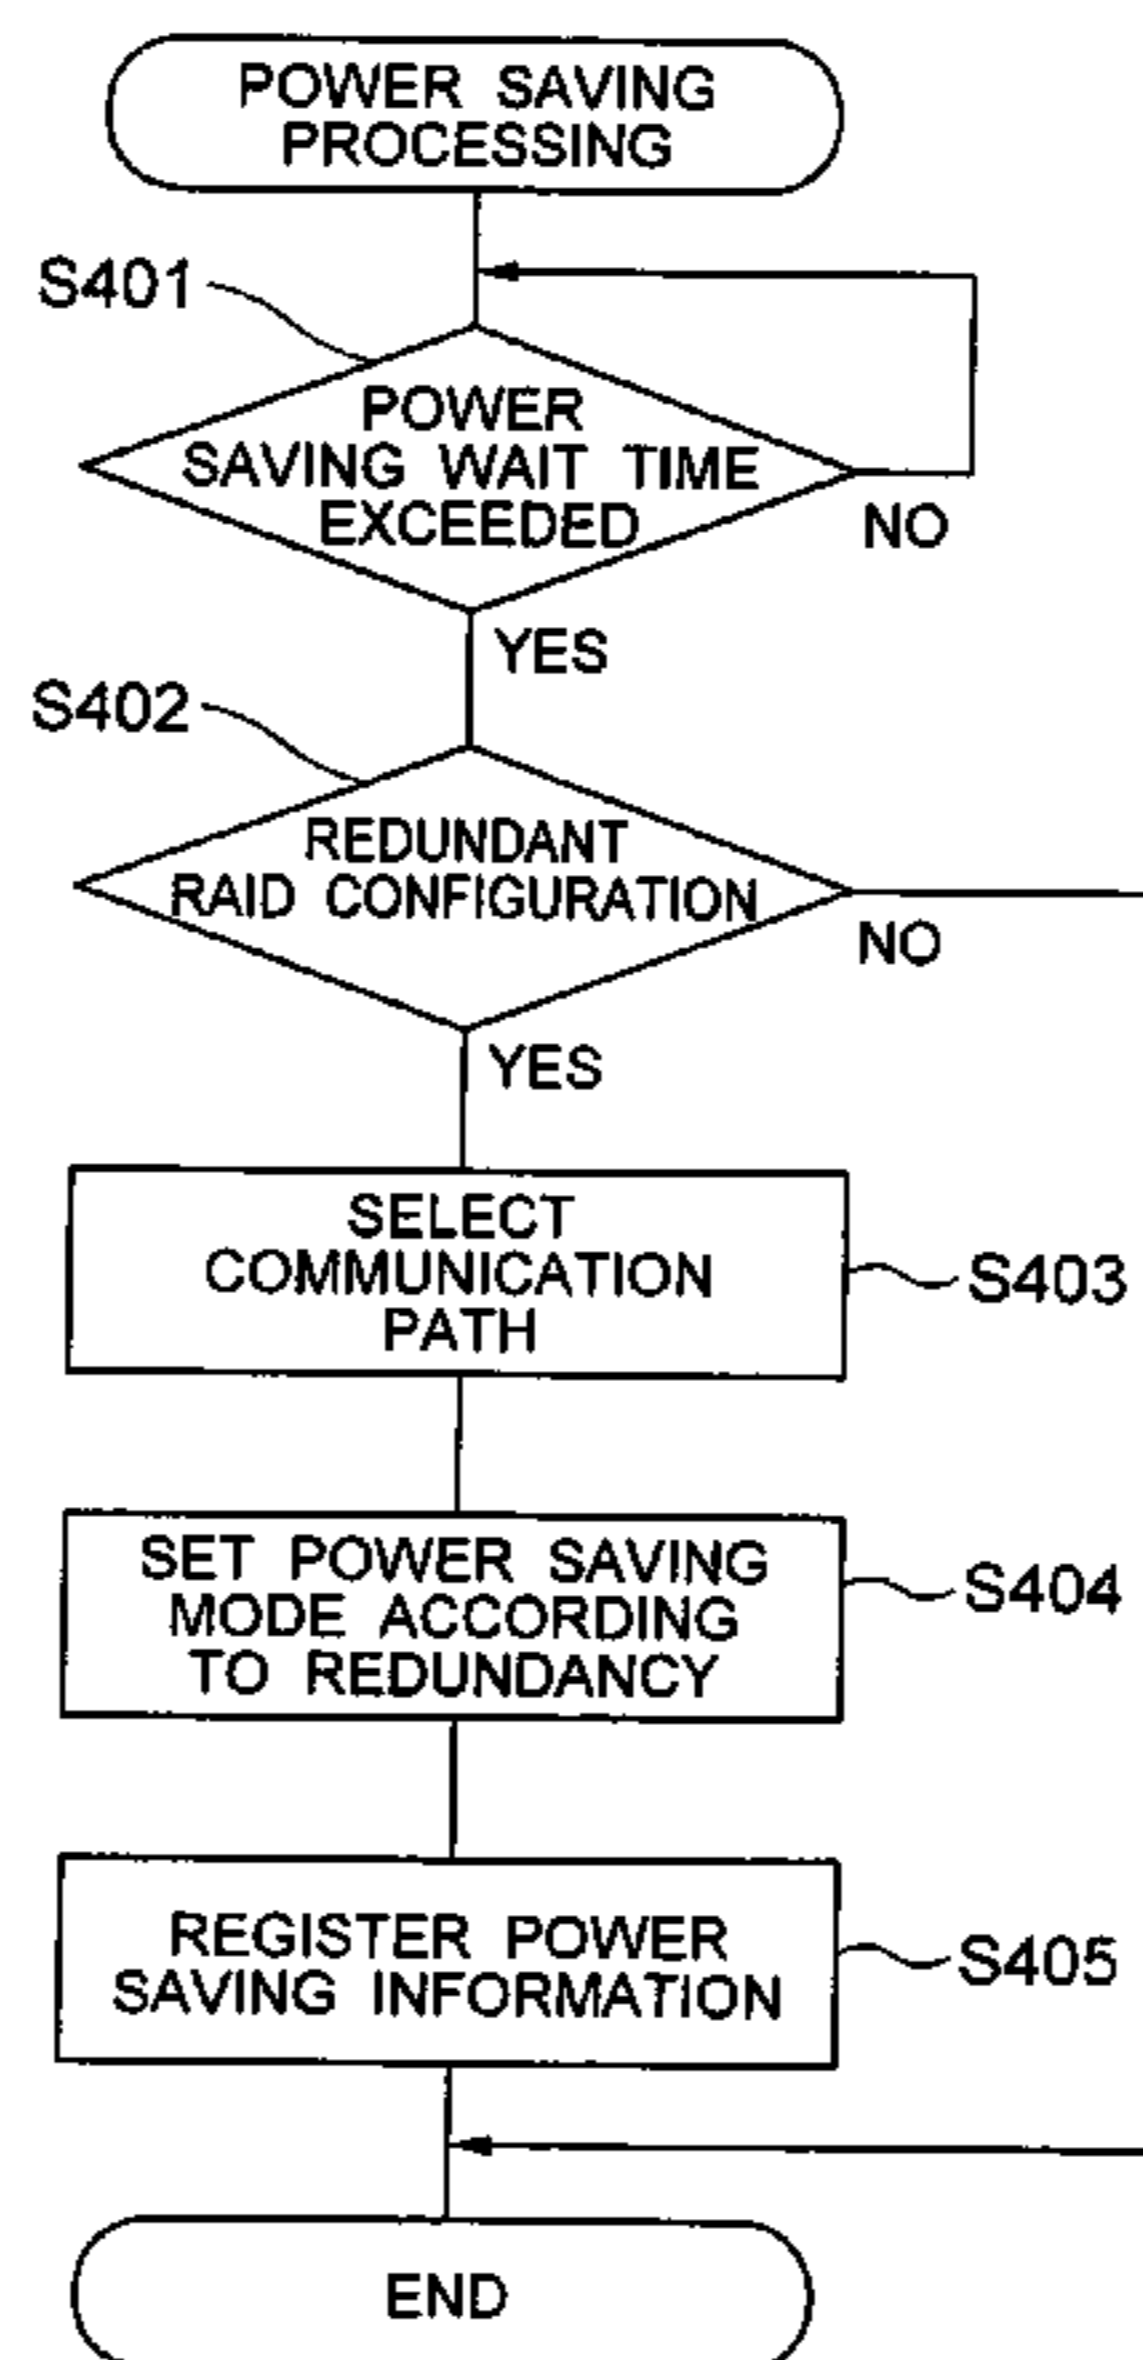 POWER SAVING
PROCESSING
S401
POWER
SAVING WAIT TIME
EXCEEDED
NO
YES
S402
REDUNDANT
RAID CONFIGURATION
NO
YES
SELECT
COMMUNICATION
PATH
S403
SET POWER SAVING
MODE ACCORDING
TO REDUNDANCY
S404
REGISTER POWER
SAVING INFORMATION
S405
END